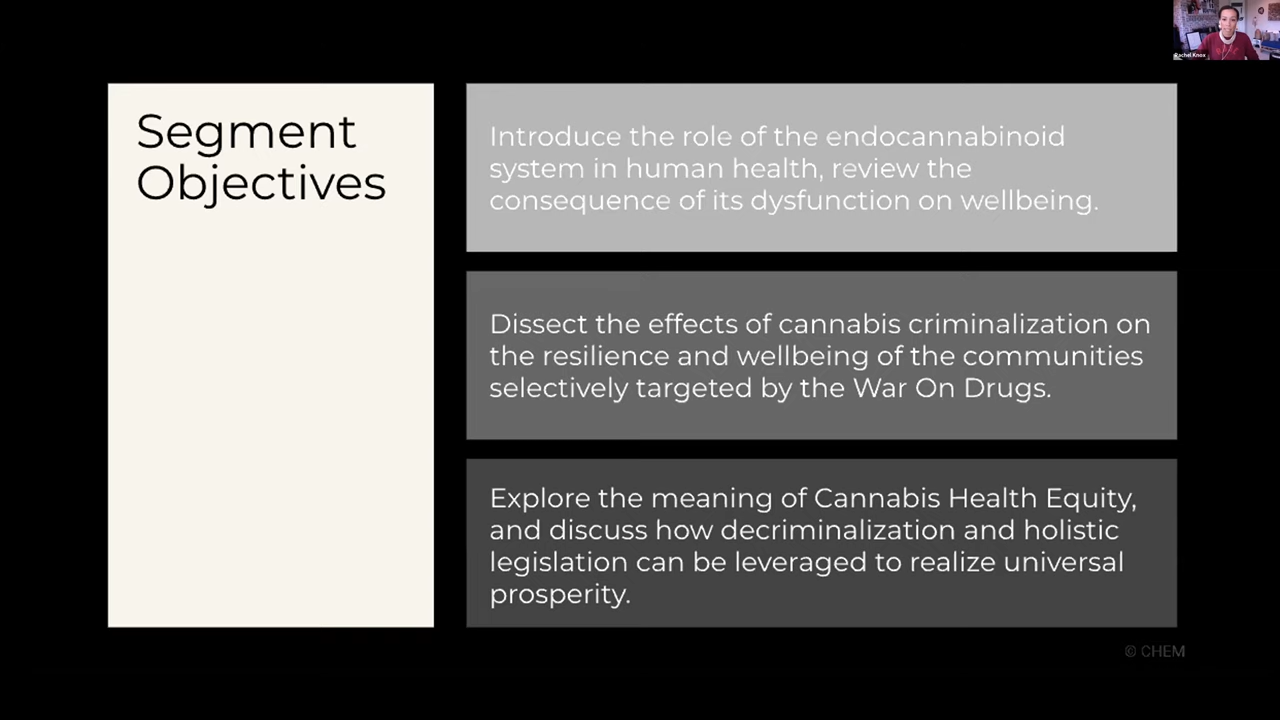 Rachel Knox
Segment
Objectives
Introduce the role of the endocannabinoid
system in human health, review the
consequence of its dysfunction on wellbeing.
Dissect the effects of cannabis criminalization on
the resilience and wellbeing of the communities
selectively targeted by the War On Drugs.
Explore the meaning of Cannabis Health Equity,
and discuss how decriminalization and holistic
legislation can be leveraged to realize universal
prosperity.
© CHEM